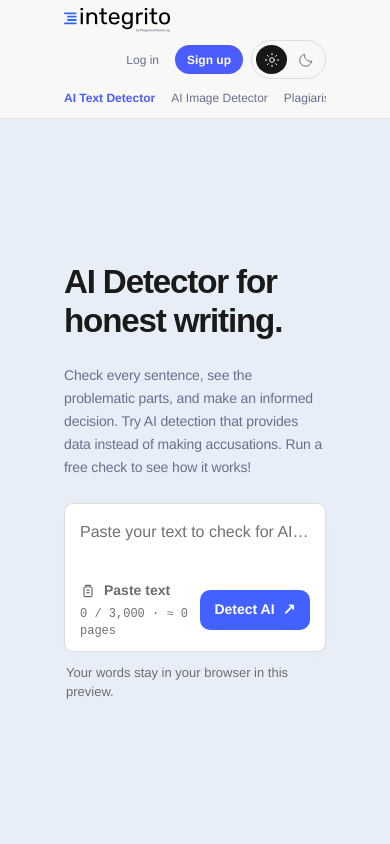 integrito
by PlagiarismCheck.org
Log in
Sign up
AI Text Detector
AI Image Detector
AI Detector for
honest writing.
Check every sentence, see the
problematic parts, and make an informed
decision. Try AI detection that provides
data instead of making accusations. Run a
free check to see how it works!
Paste your text to check for AI…
Paste text
0 / 3,000 · ≈ 0
pages
Detect AI ↗
Your words stay in your browser in this
preview.